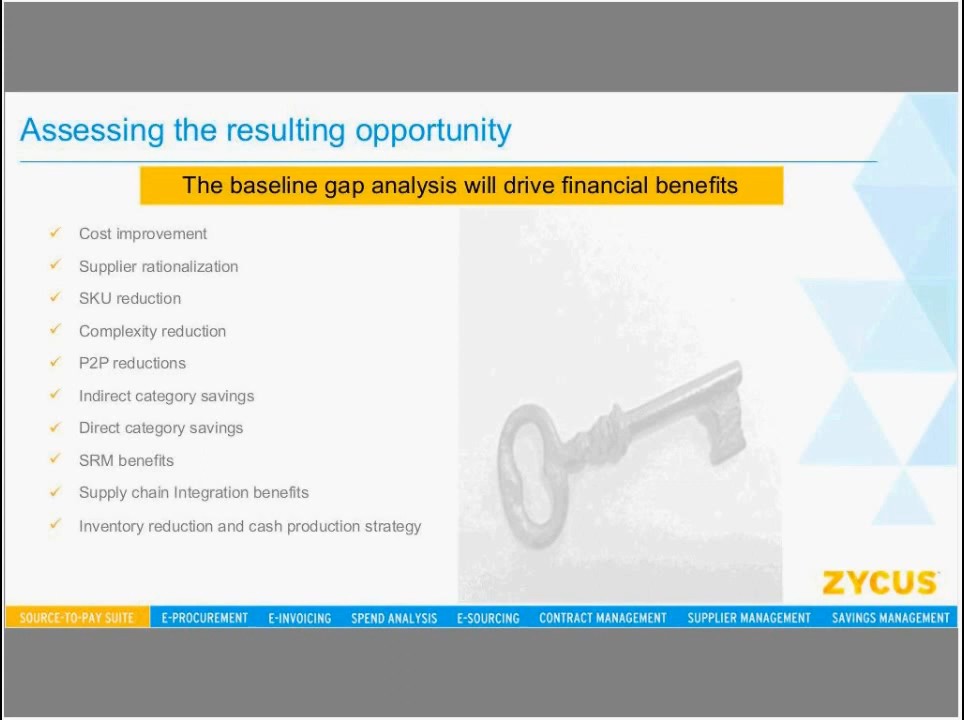 Assessing the resulting opportunity
The baseline gap analysis will drive financial benefits
Cost improvement
Supplier rationalization
SKU reduction
Complexity reduction
P2P reductions
Indirect category savings
Direct category savings
SRM benefits
Supply chain Integration benefits
Inventory reduction and cash production strategy
ZYCUS
SOURCE-TO-PAY SUITE E-PROCUREMENT E-INVOICING SPEND ANALYSIS E-SOURCING CONTRACT MANAGEMENT SUPPLIER MANAGEMENT SAVINGS MANAGEMENT